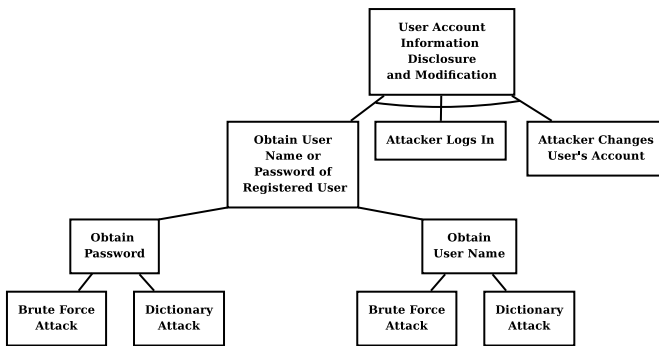 User Account
Information
Disclosure
and Modification
Obtain User
Name or
Password of
Registered User
Attacker Logs In
Attacker Changes
User's Account
Obtain
Password
Obtain
User Name
Brute Force
Attack
Dictionary
Attack
Brute Force
Attack
Dictionary
Attack